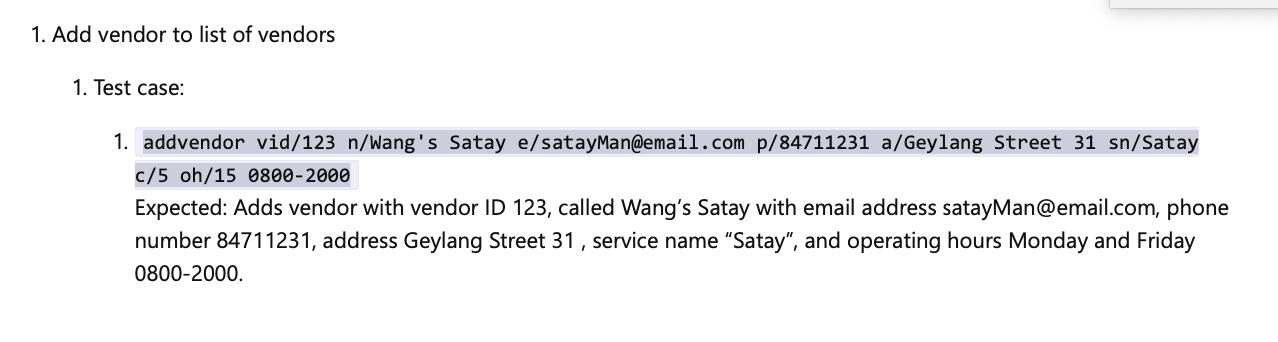 1. Add vendor to list of vendors
1. Test case:
1. addvendor vid/123 n/Wang's Satay e/satayMan@email.com p/84711231 a/Geylang Street 31 sn/Satay
c/5 oh/15 0800-2000
Expected: Adds vendor with vendor ID 123, called Wang’s Satay with email address satayMan@email.com, phone
number 84711231, address Geylang Street 31 , service name “Satay”, and operating hours Monday and Friday
0800-2000.